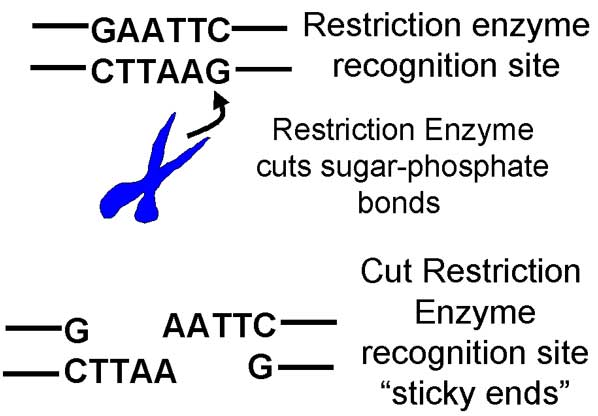 GAATTC
CTTAAG
Restriction enzyme
recognition site
Restriction Enzyme
cuts sugar-phosphate
bonds
Cut Restriction
Enzyme
recognition site
“sticky ends”
G AATTC
CTTAA G